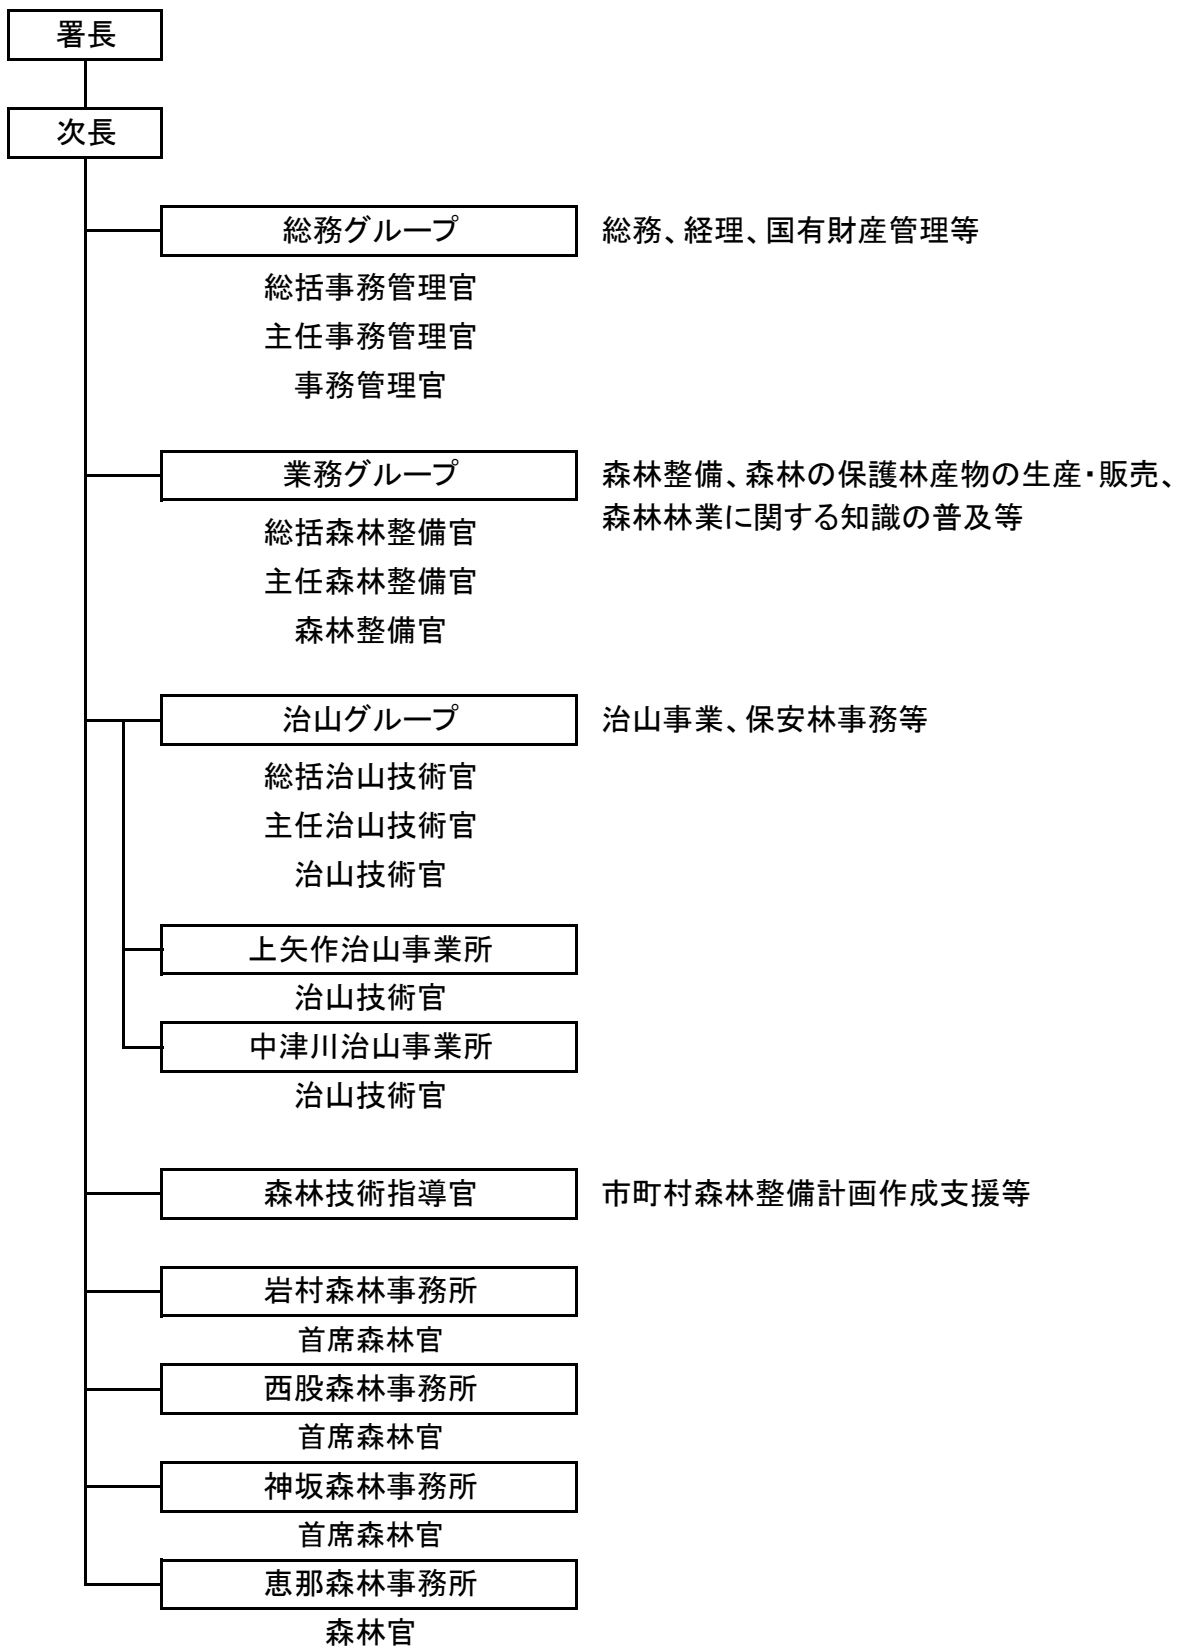 署長
次長
総務グループ 総務、経理、国有財産管理等
総括事務管理官
主任事務管理官
事務管理官
業務グループ 森林整備、森林の保護林産物の生産・販売、
森林林業に関する知識の普及等
総括森林整備官
主任森林整備官
森林整備官
治山グループ 治山事業、保安林事務等
総括治山技術官
主任治山技術官
治山技術官
上矢作治山事業所
治山技術官
中津川治山事業所
治山技術官
森林技術指導官 市町村森林整備計画作成支援等
岩村森林事務所
首席森林官
西股森林事務所
首席森林官
神坂森林事務所
首席森林官
恵那森林事務所
森林官